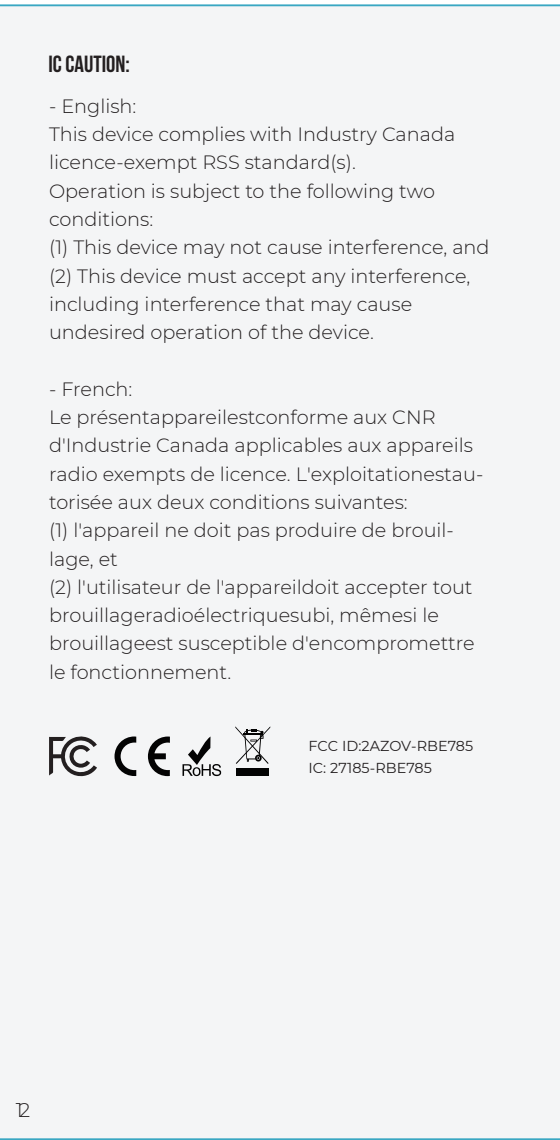 IC CAUTION:
- English:
This device complies with Industry Canada
licence-exempt RSS standard(s).
Operation is subject to the following two
conditions:
(1) This device may not cause interference, and
(2) This device must accept any interference,
including interference that may cause
undesired operation of the device.
- French:
Le présentappareilestconforme aux CNR
d'Industrie Canada applicables aux appareils
radio exempts de licence. L'exploitationestau-
torisée aux deux conditions suivantes:
(1) l'appareil ne doit pas produire de brouil-
lage, et
(2) l'utilisateur de l'appareildoit accepter tout
brouillageradioélectriquesubi, mêmesi le
brouillageest susceptible d'encompromettre
le fonctionnement.
FC CE RoHS
FCC ID:2AZOV-RBE785
IC: 27185-RBE785
12